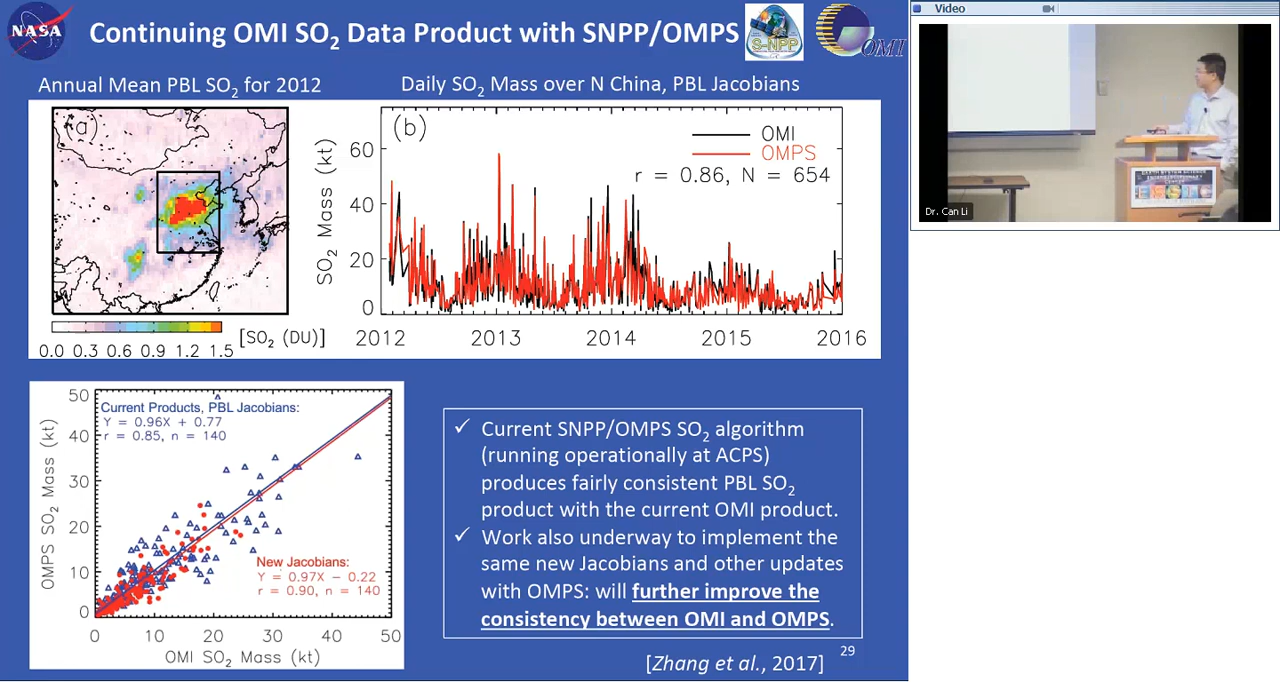 NASA
Continuing OMI SO2 Data Product with SNPP/OMPS
S-NPP
OMI
Annual Mean PBL SO2 for 2012
Daily SO2 Mass over N China, PBL Jacobians
(a)
0.0 0.3 0.6 0.9 1.2 1.5
[SO2 (DU)]
(b)
OMI
OMPS
r = 0.86, N = 654
SO2 Mass (kt)
60
40
20
0
2012 2013 2014 2015 2016
Current Products, PBL Jacobians:
Y = 0.96X + 0.77
r = 0.85, n = 140
New Jacobians:
Y = 0.97X − 0.22
r = 0.90, n = 140
OMPS SO2 Mass (kt)
50
40
30
20
10
0
0 10 20 30 40 50
OMI SO2 Mass (kt)
✓ Current SNPP/OMPS SO2 algorithm
(running operationally at ACPS)
produces fairly consistent PBL SO2
product with the current OMI product.
✓ Work also underway to implement the
same new Jacobians and other updates
with OMPS: will further improve the
consistency between OMI and OMPS.
[Zhang et al., 2017]
29
Video
Dr. Can Li
EARTH SYSTEM SCIENCE
INTERDISCIPLINARY
CENTER